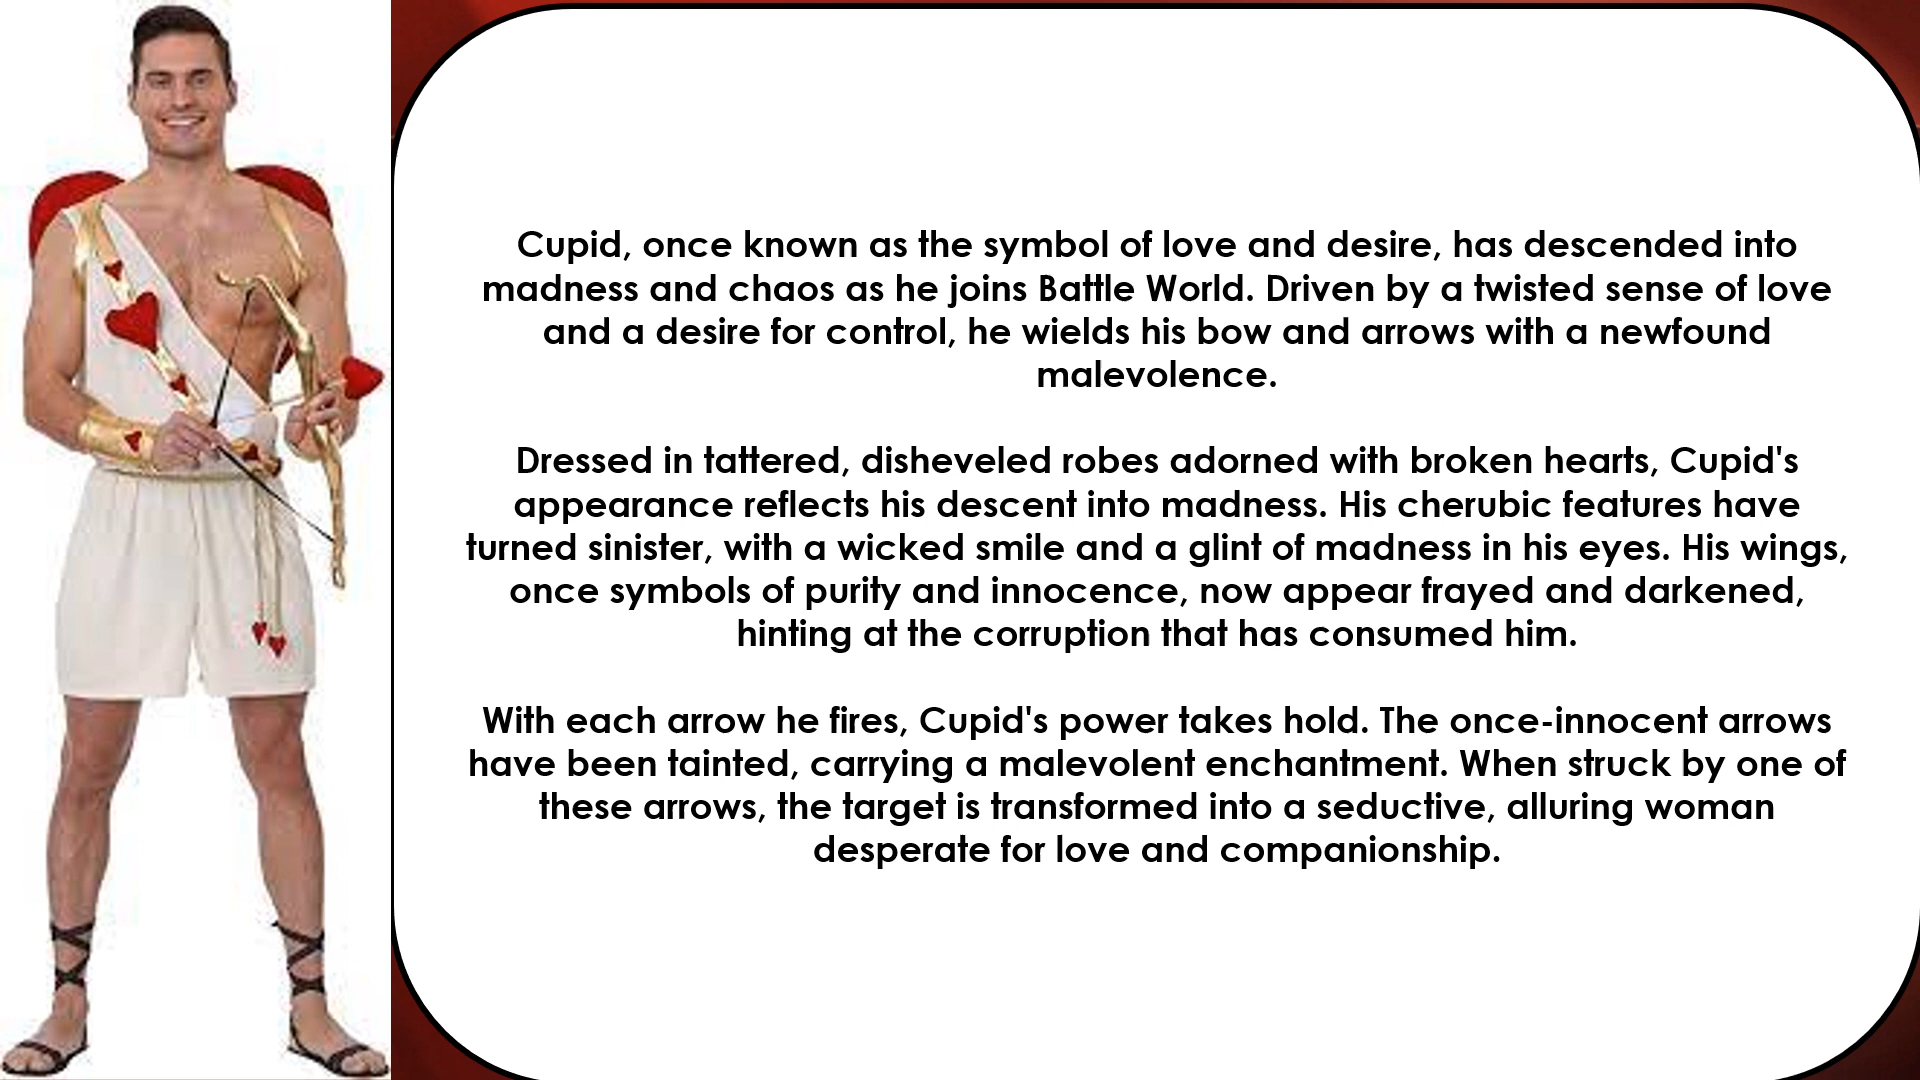 Cupid, once known as the symbol of love and desire, has descended into
madness and chaos as he joins Battle World. Driven by a twisted sense of love
and a desire for control, he wields his bow and arrows with a newfound
malevolence.
Dressed in tattered, disheveled robes adorned with broken hearts, Cupid's
appearance reflects his descent into madness. His cherubic features have
turned sinister, with a wicked smile and a glint of madness in his eyes. His wings,
once symbols of purity and innocence, now appear frayed and darkened,
hinting at the corruption that has consumed him.
With each arrow he fires, Cupid's power takes hold. The once-innocent arrows
have been tainted, carrying a malevolent enchantment. When struck by one of
these arrows, the target is transformed into a seductive, alluring woman
desperate for love and companionship.